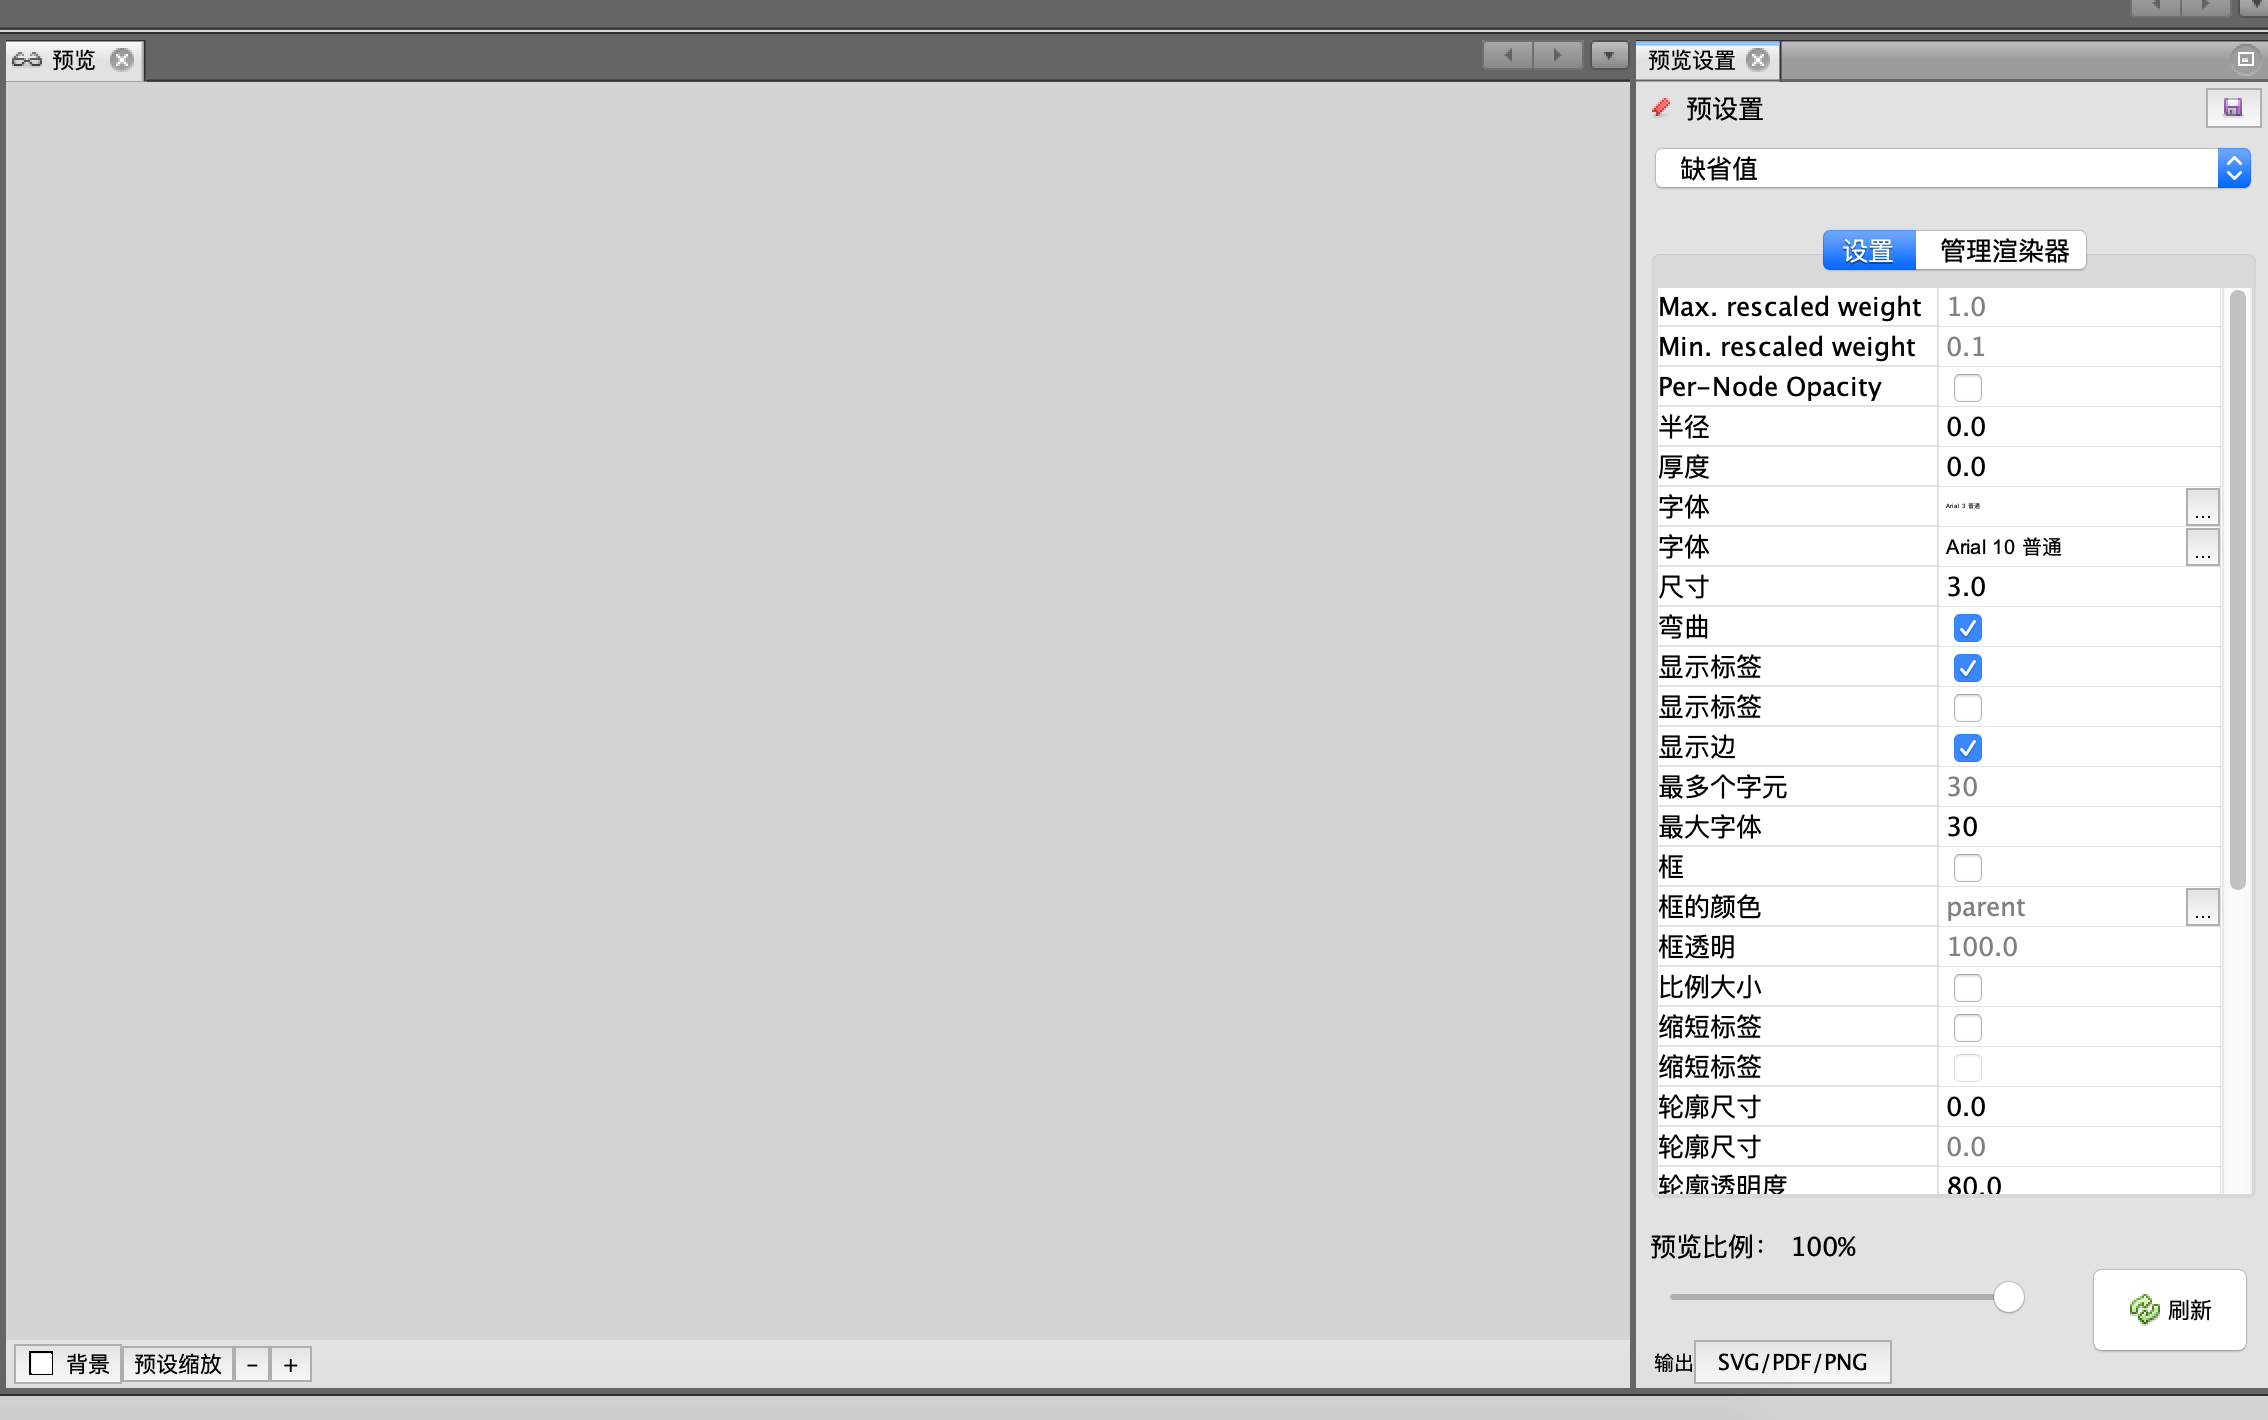 预览
预览设置
预设置
缺省值
设置 管理渲染器
Max. rescaled weight 1.0
Min. rescaled weight 0.1
Per-Node Opacity
半径 0.0
厚度 0.0
字体 Arial 3 普通 ...
字体 Arial 10 普通 ...
尺寸 3.0
弯曲
显示标签
显示标签
显示边
最多个字元 30
最大字体 30
框
框的颜色 parent ...
框透明 100.0
比例大小
缩短标签
缩短标签
轮廓尺寸 0.0
轮廓尺寸 0.0
轮廓透明度 80.0
预览比例： 100%
刷新
输出 SVG/PDF/PNG
背景 预设缩放 - +